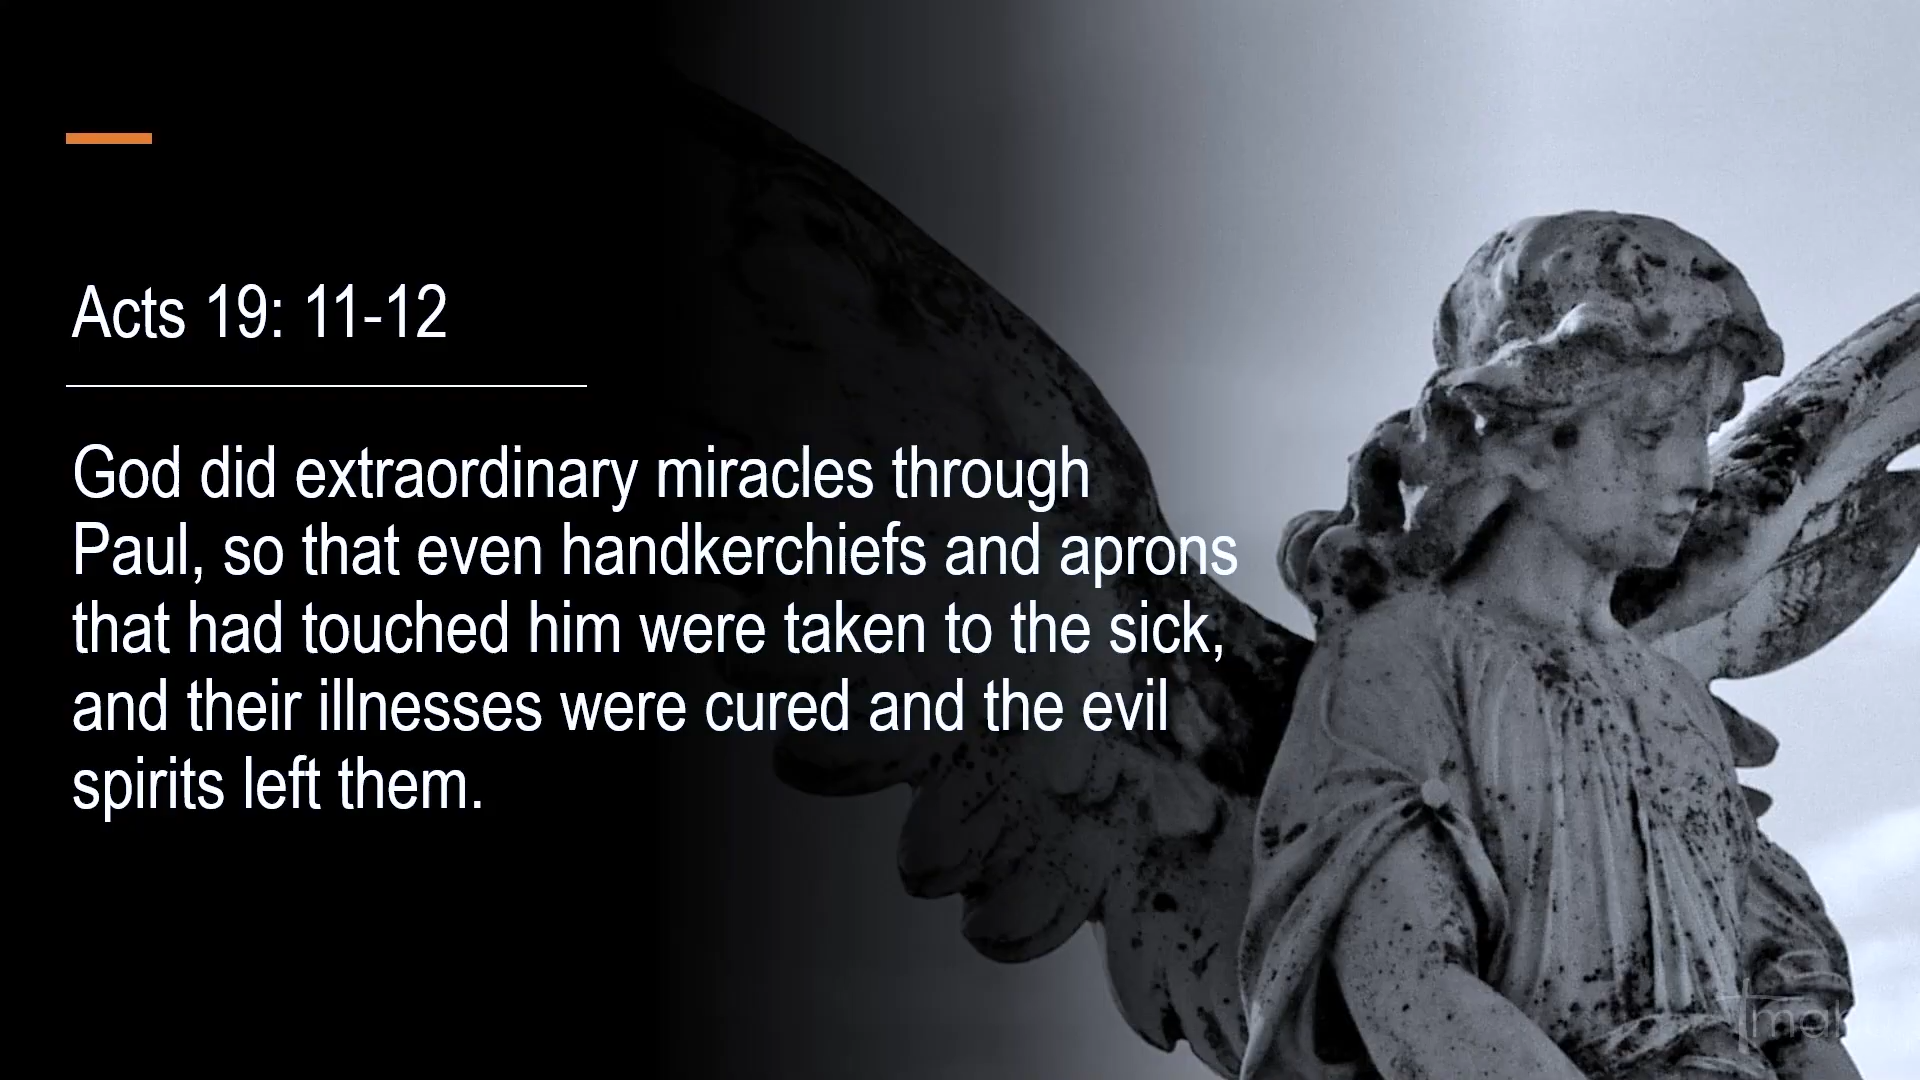 Acts 19: 11-12
God did extraordinary miracles through
Paul, so that even handkerchiefs and aprons
that had touched him were taken to the sick,
and their illnesses were cured and the evil
spirits left them.